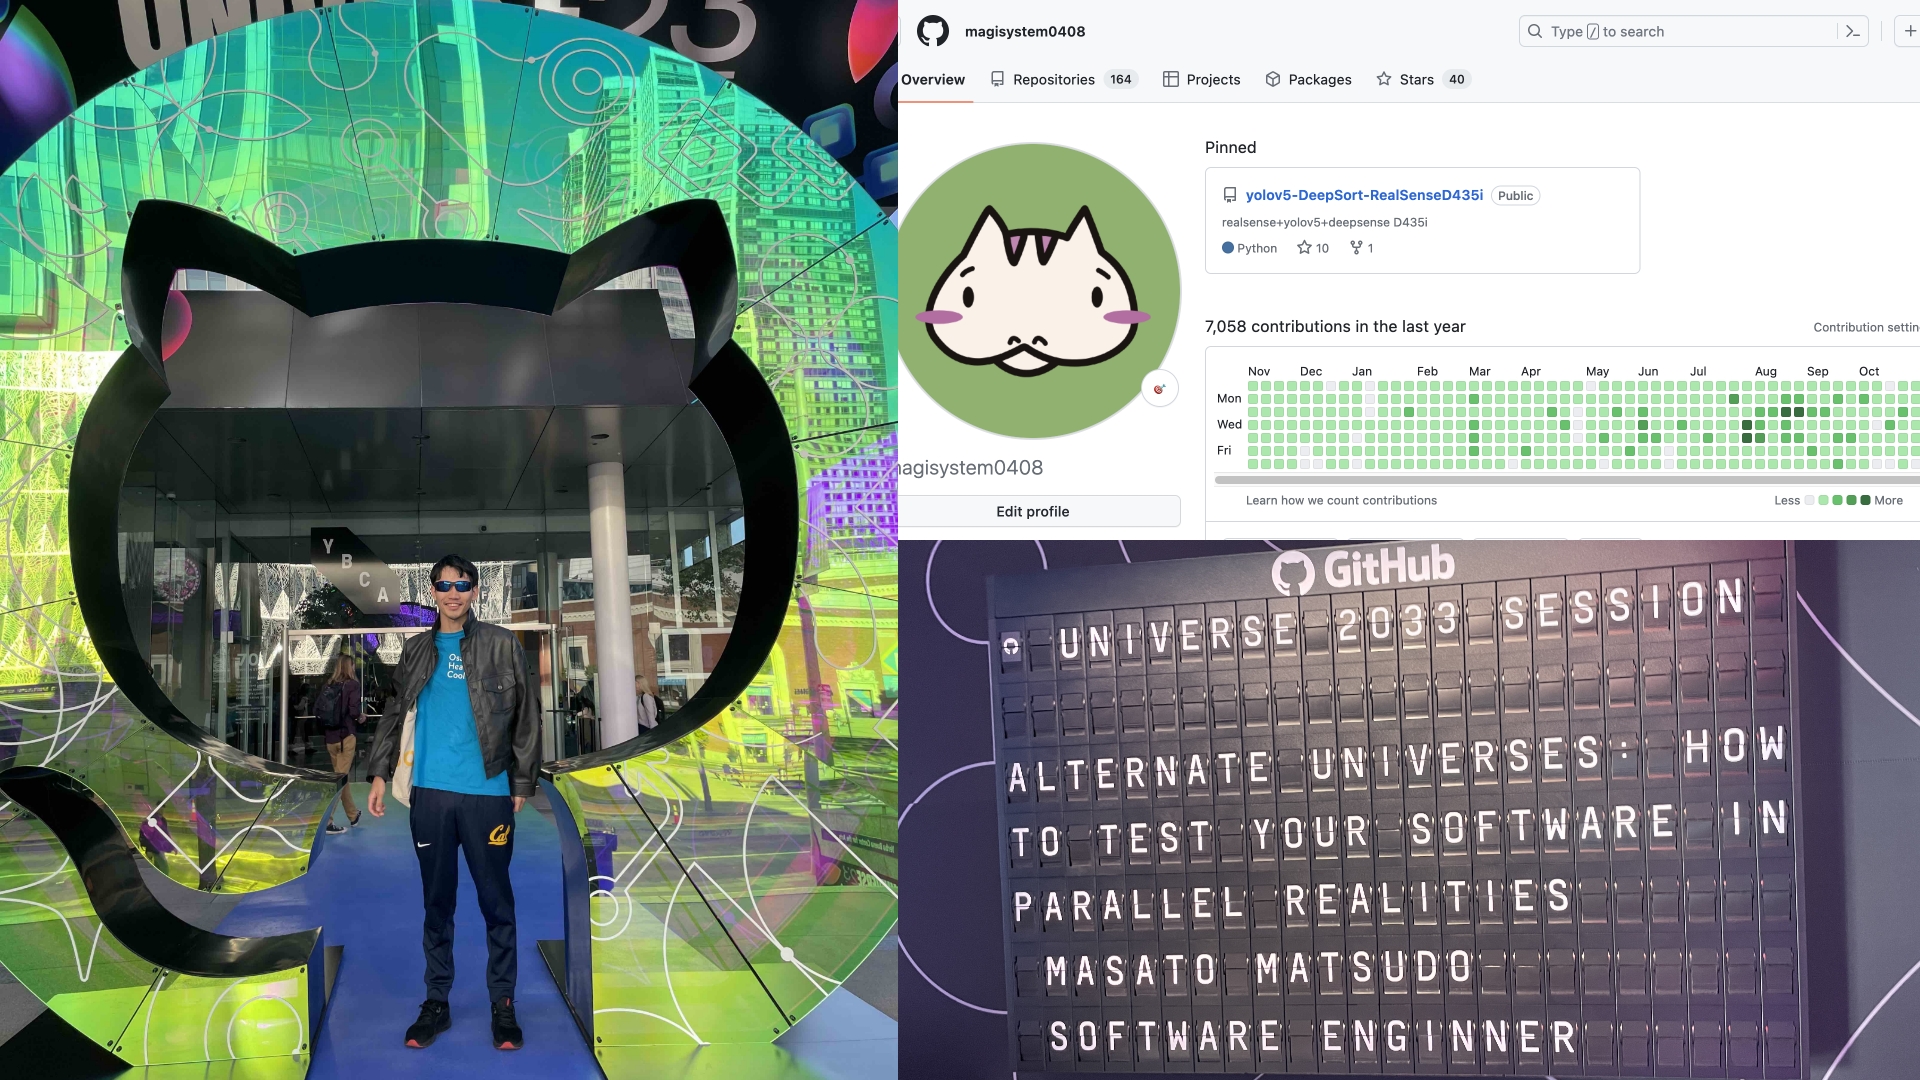 UNIVERSE23
YBCA
Cal
magisystem0408
Type / to search
Overview
Repositories 164
Projects
Packages
Stars 40
Pinned
yolov5-DeepSort-RealSenseD435i Public
realsense+yolov5+deepsense D435i
Python 10 1
7,058 contributions in the last year
Contribution settin
Nov Dec Jan Feb Mar Apr May Jun Jul Aug Sep Oct
Mon
Wed
Fri
Learn how we count contributions
Less More
agisystem0408
Edit profile
GitHub
UNIVERSE 2033 SESSION
ALTERNATE UNIVERSES: HOW
TO TEST YOUR SOFTWARE IN
PARALLEL REALITIES
MASATO MATSUDO
SOFTWARE ENGINNER